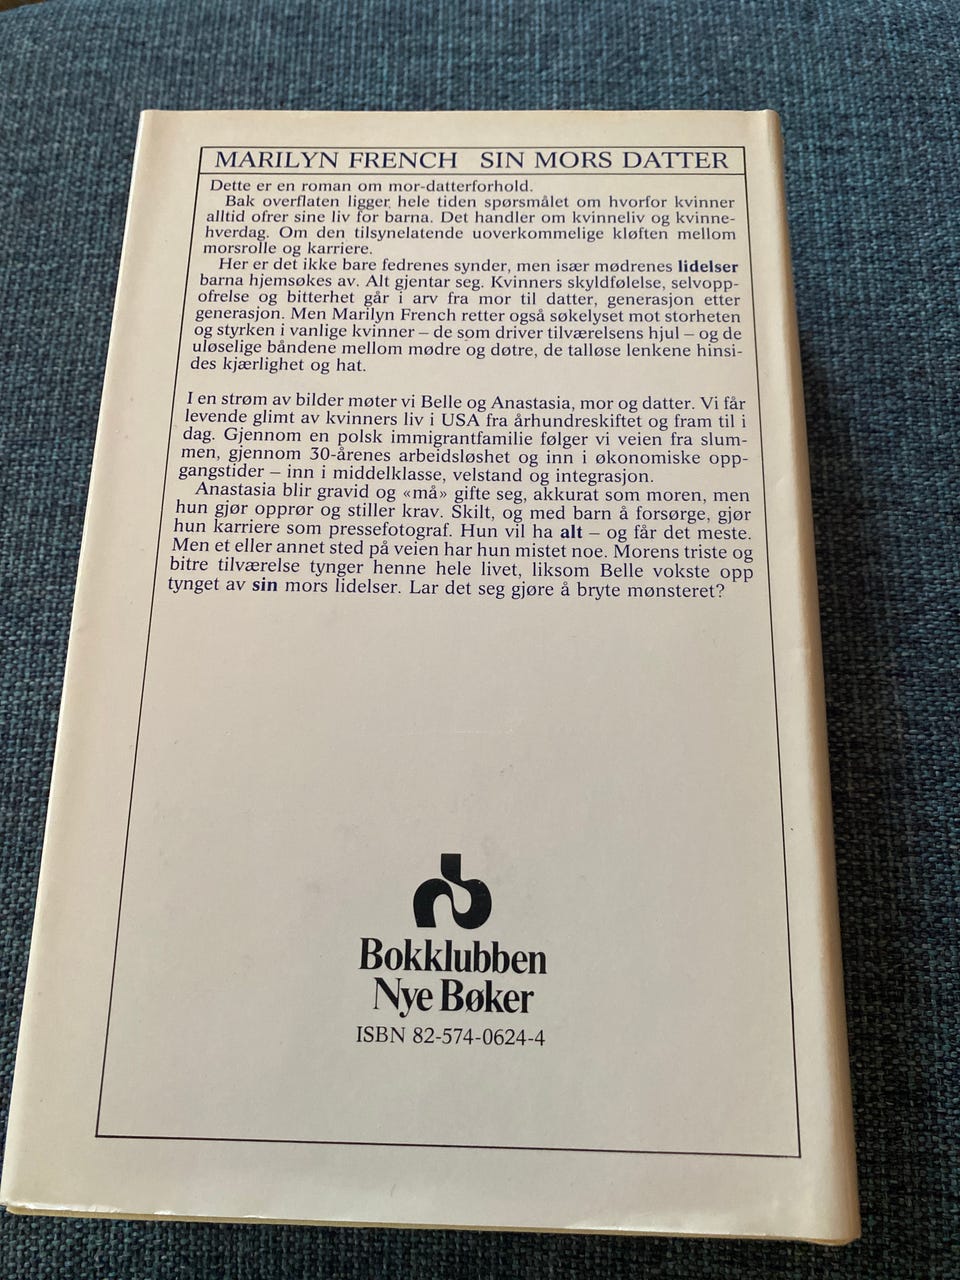 MARILYN FRENCH SIN MORS DATTER
Dette er en roman om mor-datterforhold.
Bak overflaten ligger hele tiden spørsmålet om hvorfor kvinner
alltid ofrer sine liv for barna. Det handler om kvinneliv og kvinne-
hverdag. Om den tilsynelatende uoverkommelige kløften mellom
morsrolle og karriere.
Her er det ikke bare fedrenes synder, men især mødrenes lidelser
barna hjemsøkes av. Alt gjentar seg. Kvinners skyldfølelse, selvopp-
ofrelse og bitterhet går i arv fra mor til datter, generasjon etter
generasjon. Men Marilyn French retter også søkelyset mot storheten
og styrken i vanlige kvinner – de som driver tilværelsens hjul – og de
uløselige båndene mellom mødre og døtre, de talløse lenkene hinsi-
des kjærlighet og hat.
I en strøm av bilder møter vi Belle og Anastasia, mor og datter. Vi får
levende glimt av kvinners liv i USA fra århundreskiftet og fram til i
dag. Gjennom en polsk immigrantfamilie følger vi veien fra slum-
men, gjennom 30-årenes arbeidsløshet og inn i økonomiske opp-
gangstider – inn i middelklasse, velstand og integrasjon.
Anastasia blir gravid og «må» gifte seg, akkurat som moren, men
hun gjør opprør og stiller krav. Skilt, og med barn å forsørge, gjør
hun karriere som pressefotograf. Hun vil ha alt – og får det meste.
Men et eller annet sted på veien har hun mistet noe. Morens triste og
bitre tilværelse tynger henne hele livet, liksom Belle vokste opp
tynget av sin mors lidelser. Lar det seg gjøre å bryte mønsteret?
Bokklubben
Nye Bøker
ISBN 82-574-0624-4